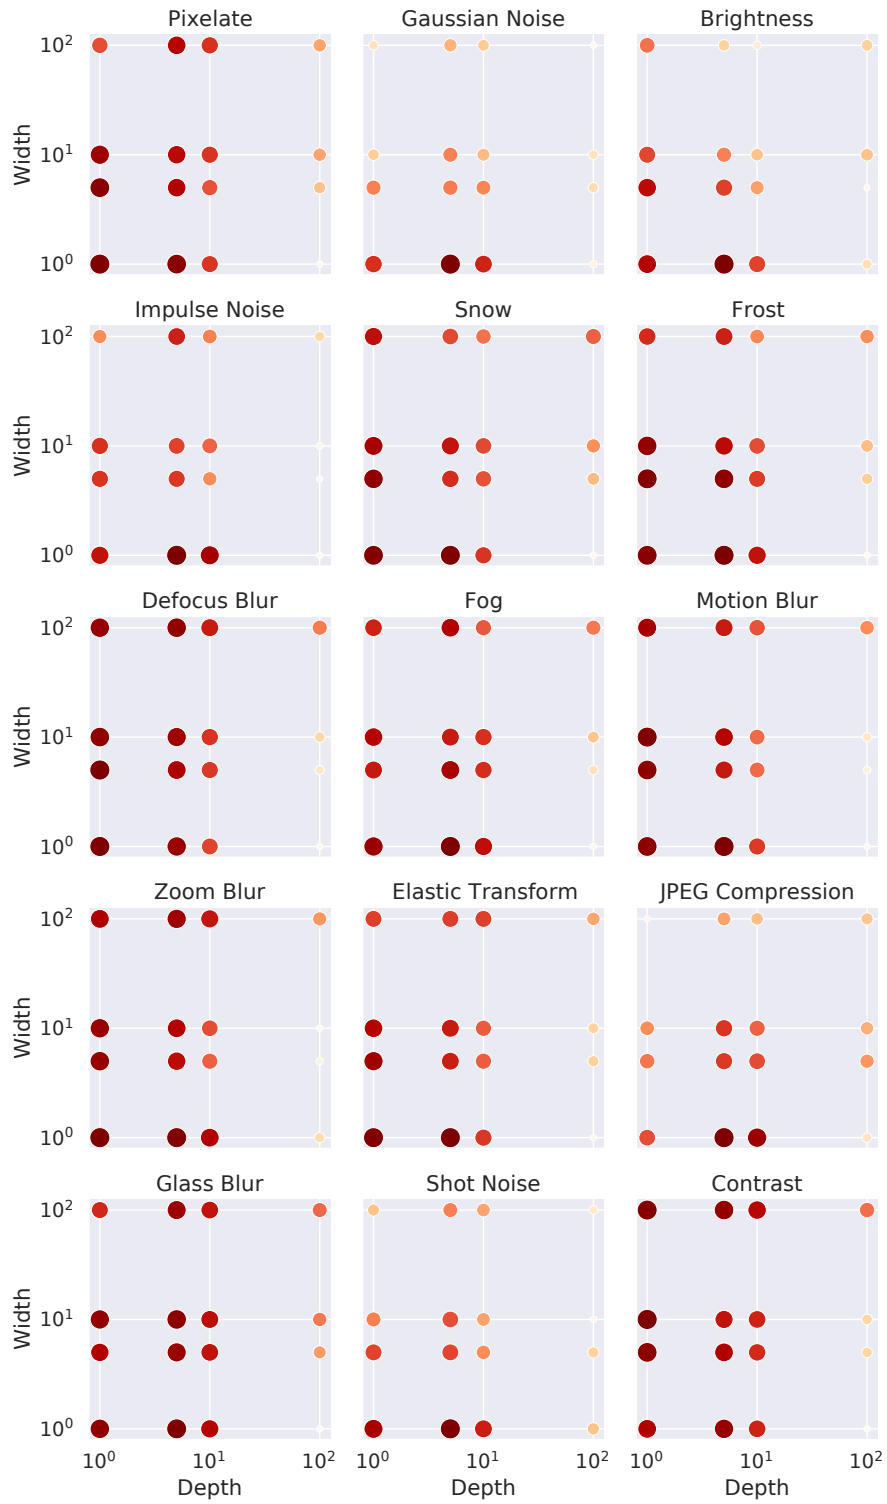 Pixelate Gaussian Noise Brightness
Width
10²
10¹
10⁰
Impulse Noise Snow Frost
Width
10²
10¹
10⁰
Defocus Blur Fog Motion Blur
Width
10²
10¹
10⁰
Zoom Blur Elastic Transform JPEG Compression
Width
10²
10¹
10⁰
Glass Blur Shot Noise Contrast
Width
10²
10¹
10⁰
10⁰ 10¹ 10² 10⁰ 10¹ 10² 10⁰ 10¹ 10²
Depth Depth Depth